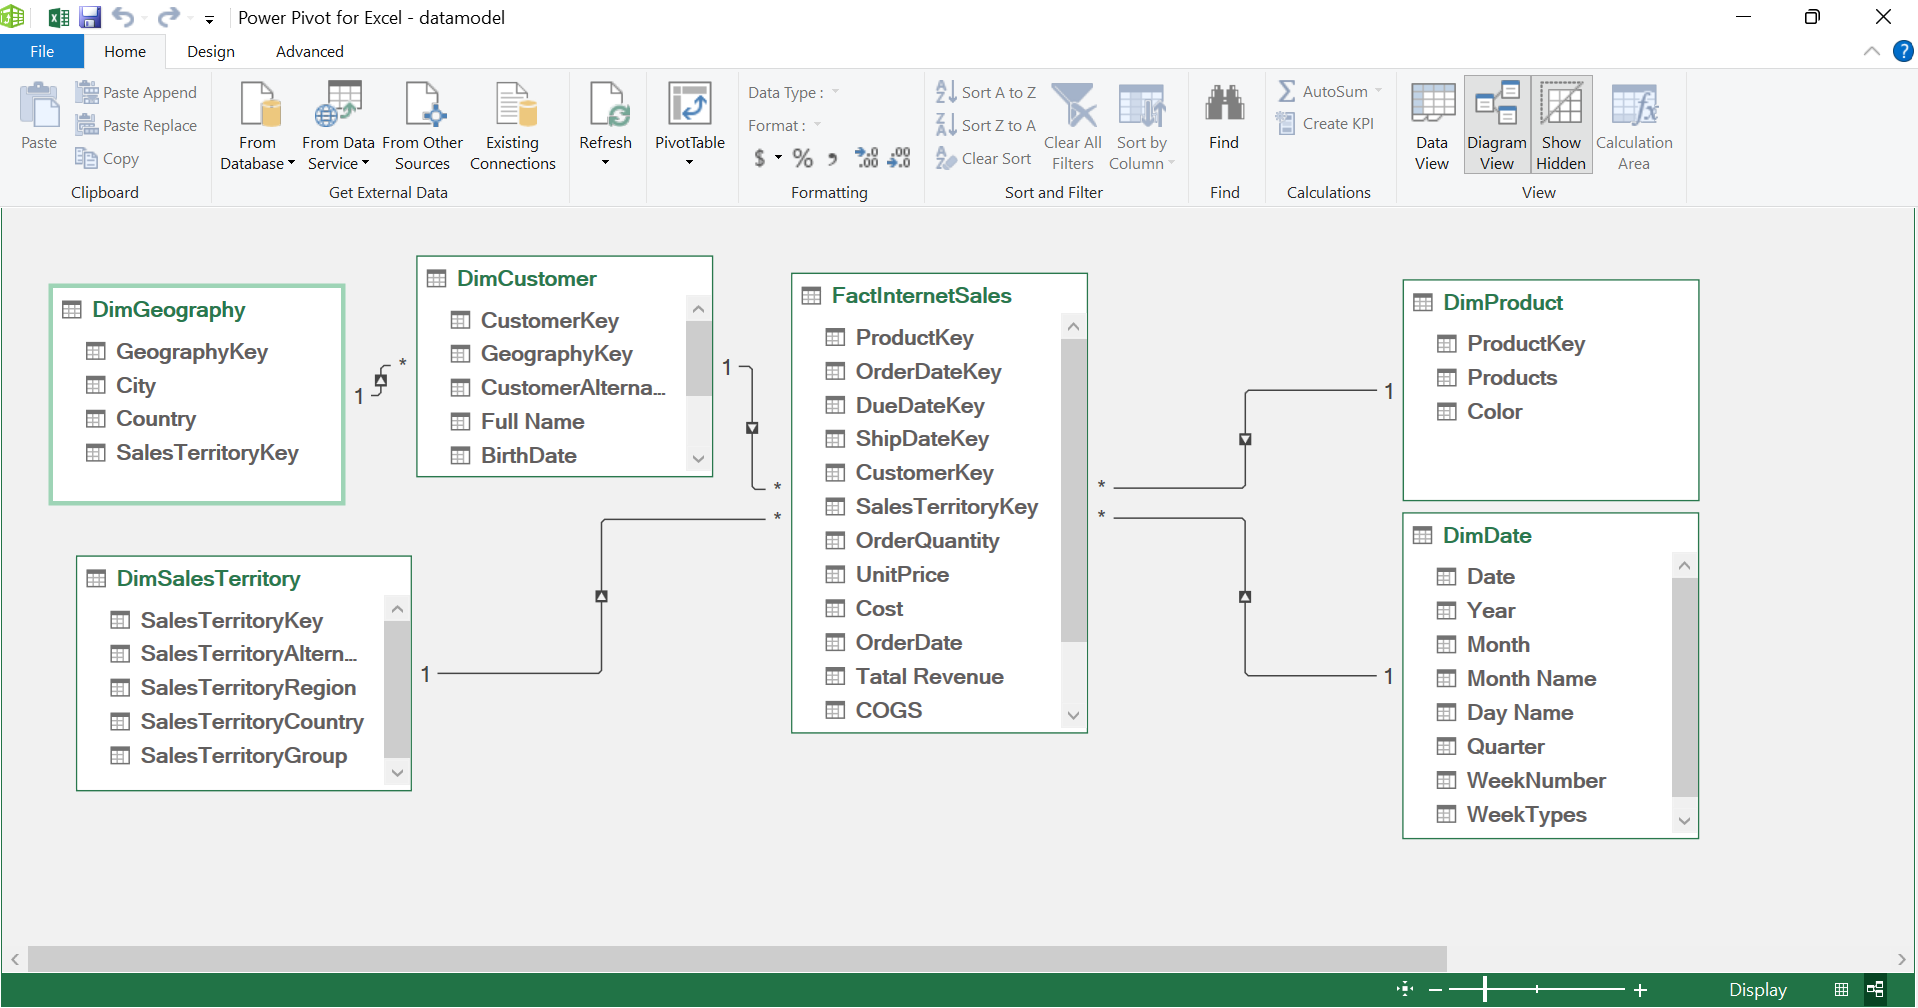 Power Pivot for Excel - datamodel
File Home Design Advanced ?
Paste
Paste Append
Paste Replace
Copy
Clipboard
From Database
From Data Service
From Other Sources
Existing Connections
Get External Data
Refresh
PivotTable
Data Type :
Format :
$ % , .00 .00
Formatting
Sort A to Z
Sort Z to A
Clear Sort
Clear All Filters
Sort by Column
Sort and Filter
Find
Find
AutoSum
Create KPI
Calculations
Data View
Diagram View
Show Hidden
Calculation Area
View
DimGeography
GeographyKey
City
Country
SalesTerritoryKey
1
*
DimCustomer
CustomerKey
GeographyKey
CustomerAlterna...
Full Name
BirthDate
1
*
*
DimSalesTerritory
SalesTerritoryKey
SalesTerritoryAltern...
SalesTerritoryRegion
SalesTerritoryCountry
SalesTerritoryGroup
1
FactInternetSales
ProductKey
OrderDateKey
DueDateKey
ShipDateKey
CustomerKey
SalesTerritoryKey
OrderQuantity
UnitPrice
Cost
OrderDate
Tatal Revenue
COGS
*
*
1
1
DimProduct
ProductKey
Products
Color
DimDate
Date
Year
Month
Month Name
Day Name
Quarter
WeekNumber
WeekTypes
Display